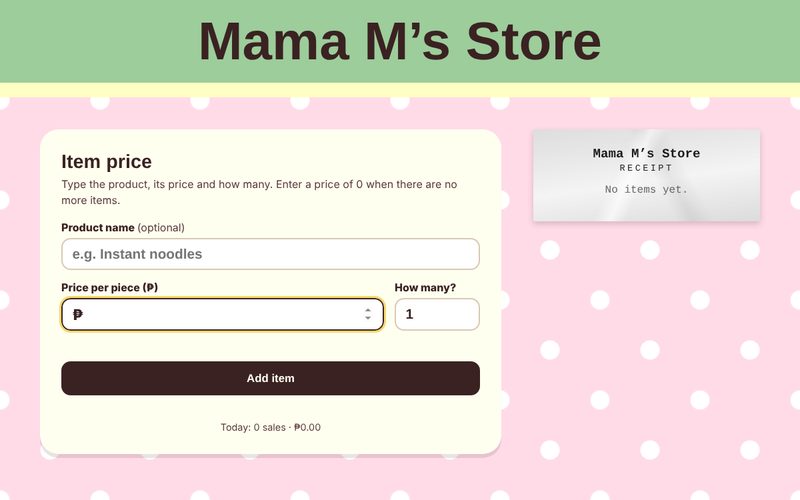 Mama M’s Store
Item price
Type the product, its price and how many. Enter a price of 0 when there are no
more items.
Product name (optional)
e.g. Instant noodles
Price per piece (₱)
How many?
₱
1
Add item
Today: 0 sales · ₱0.00
Mama M’s Store
RECEIPT
No items yet.